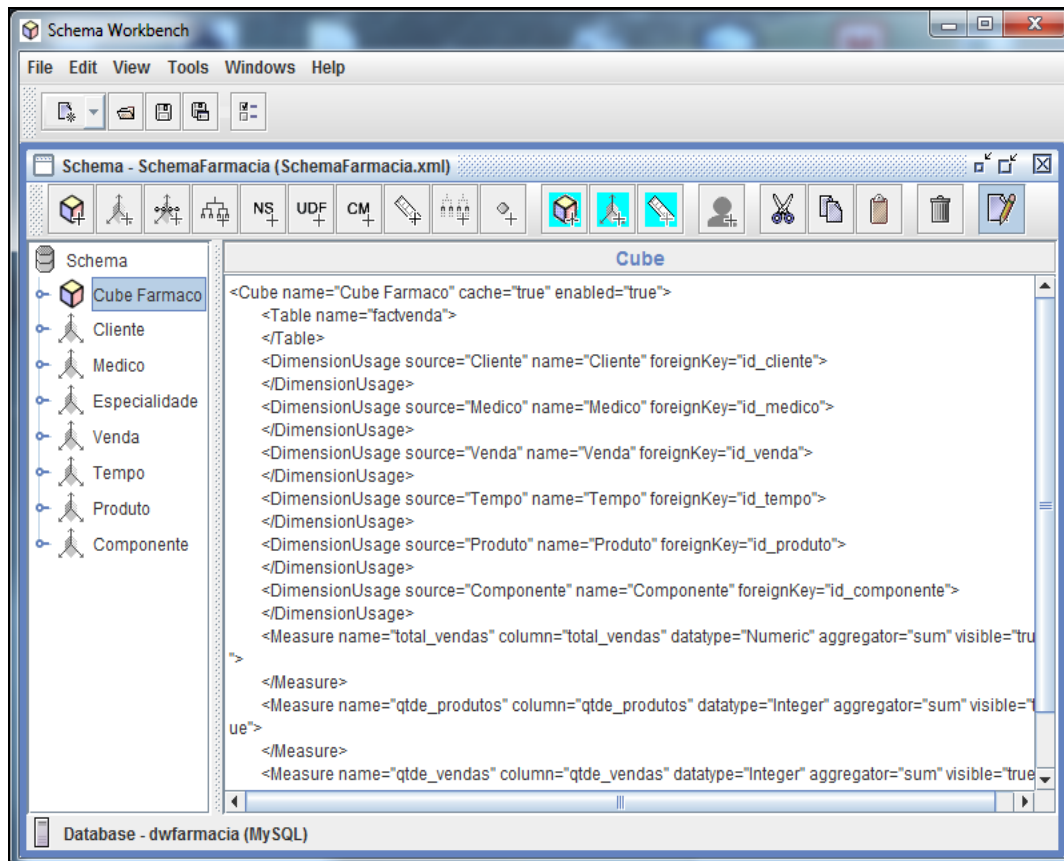 Schema Workbench
File Edit View Tools Windows Help
Schema - SchemaFarmacia (SchemaFarmacia.xml)
NS UDF CM
Schema
Cube Farmaco
Cliente
Medico
Especialidade
Venda
Tempo
Produto
Componente
Cube
<Cube name="Cube Farmaco" cache="true" enabled="true">
<Table name="factvenda">
</Table>
<DimensionUsage source="Cliente" name="Cliente" foreignKey="id_cliente">
</DimensionUsage>
<DimensionUsage source="Medico" name="Medico" foreignKey="id_medico">
</DimensionUsage>
<DimensionUsage source="Venda" name="Venda" foreignKey="id_venda">
</DimensionUsage>
<DimensionUsage source="Tempo" name="Tempo" foreignKey="id_tempo">
</DimensionUsage>
<DimensionUsage source="Produto" name="Produto" foreignKey="id_produto">
</DimensionUsage>
<DimensionUsage source="Componente" name="Componente" foreignKey="id_componente">
</DimensionUsage>
<Measure name="total_vendas" column="total_vendas" datatype="Numeric" aggregator="sum" visible="tru
">
</Measure>
<Measure name="qtde_produtos" column="qtde_produtos" datatype="Integer" aggregator="sum" visible="t
ue">
</Measure>
<Measure name="qtde_vendas" column="qtde_vendas" datatype="Integer" aggregator="sum" visible="true
Database - dwfarmacia (MySQL)